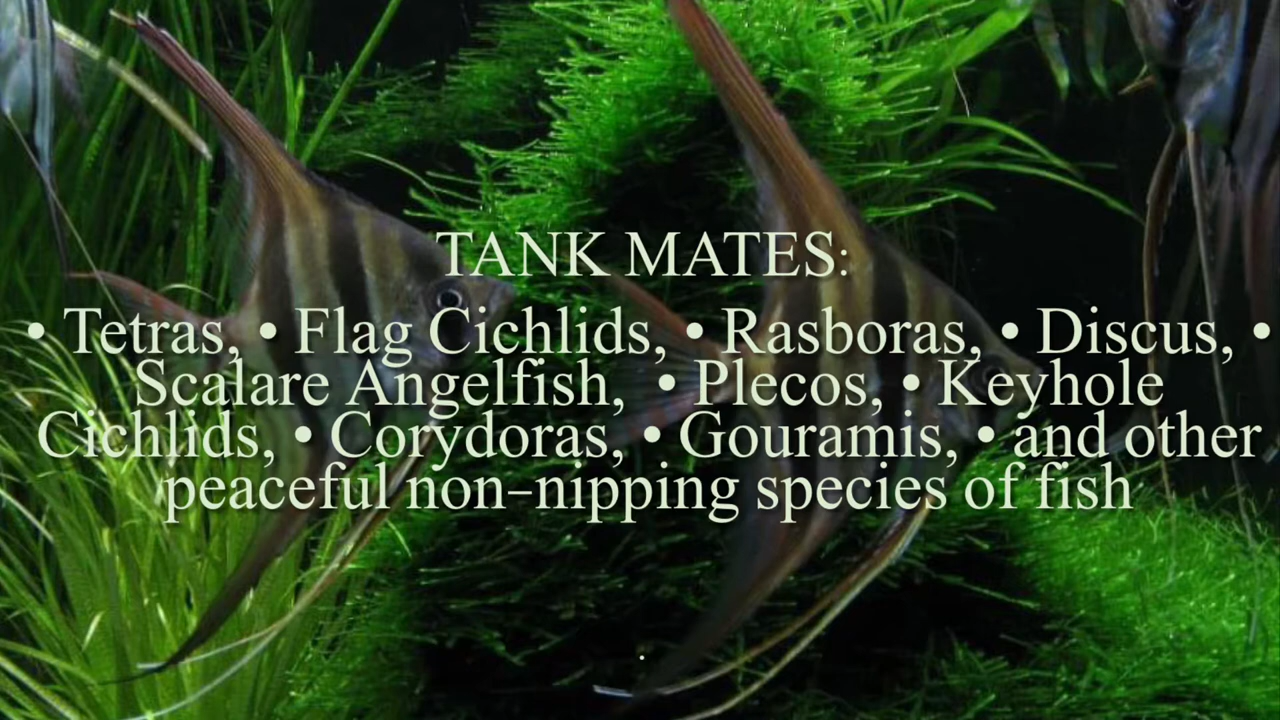 TANK MATES:
• Tetras, • Flag Cichlids, • Rasboras, • Discus, •
Scalare Angelfish, • Plecos, • Keyhole
Cichlids, • Corydoras, • Gouramis, • and other
peaceful non-nipping species of fish
.